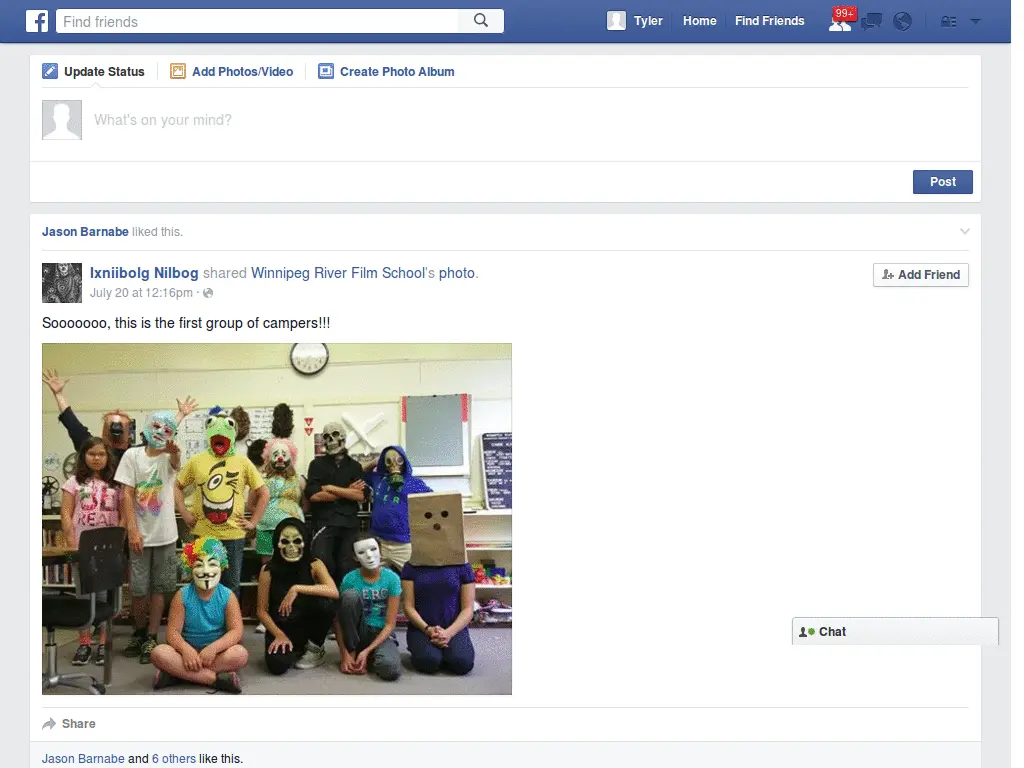 Find friends
Tyler Home Find Friends 99+
Update Status Add Photos/Video Create Photo Album
What's on your mind?
Post
Jason Barnabe liked this.
Ixniibolg Nilbog shared Winnipeg River Film School's photo.
Add Friend
July 20 at 12:16pm ·
Sooooooo, this is the first group of campers!!!
REAL
HERO
Chat
Share
Jason Barnabe and 6 others like this.